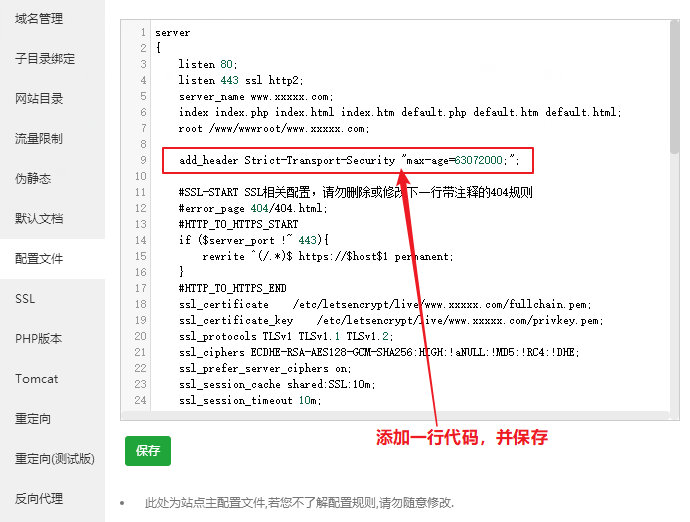 域名管理
子目录绑定
网站目录
流量限制
伪静态
默认文档
配置文件
SSL
PHP版本
Tomcat
重定向
重定向(测试版)
反向代理
1 server
2 {
3 listen 80;
4 listen 443 ssl http2;
5 server_name www.xxxxx.com;
6 index index.php index.html index.htm default.php default.htm default.html;
7 root /www/wwwroot/www.xxxxx.com;
8
9 add_header Strict-Transport-Security "max-age=63072000;";
10
11 #SSL-START SSL相关配置，请勿删除或修改下一行带注释的404规则
12 #error_page 404/404.html;
13 #HTTP_TO_HTTPS_START
14 if ($server_port !~ 443){
15 rewrite ^(/.*)$ https://$host$1 permanent;
16 }
17 #HTTP_TO_HTTPS_END
18 ssl_certificate /etc/letsencrypt/live/www.xxxxx.com/fullchain.pem;
19 ssl_certificate_key /etc/letsencrypt/live/www.xxxxx.com/privkey.pem;
20 ssl_protocols TLSv1 TLSv1.1 TLSv1.2;
21 ssl_ciphers ECDHE-RSA-AES128-GCM-SHA256:HIGH:!aNULL:!MD5:!RC4:!DHE;
22 ssl_prefer_server_ciphers on;
23 ssl_session_cache shared:SSL:10m;
24 ssl_session_timeout 10m;
添加一行代码，并保存
保存
此处为站点主配置文件,若您不了解配置规则,请勿随意修改.